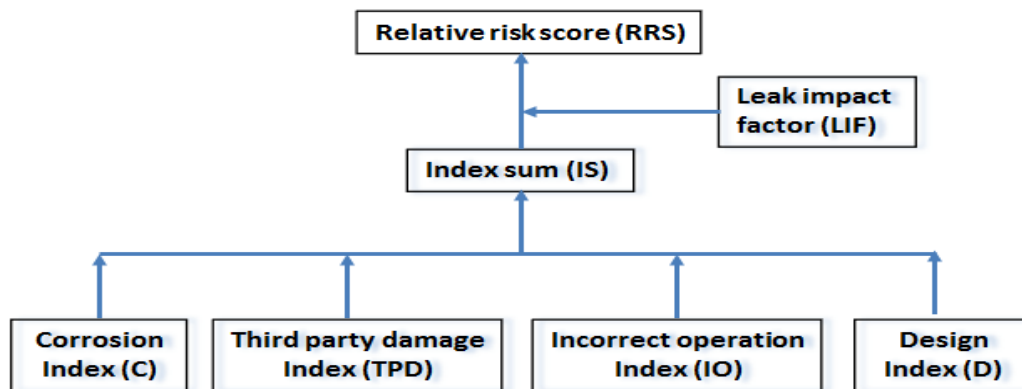 Relative risk score (RRS)
Leak impact
factor (LIF)
Index sum (IS)
Corrosion
Index (C)
Third party damage
Index (TPD)
Incorrect operation
Index (IO)
Design
Index (D)